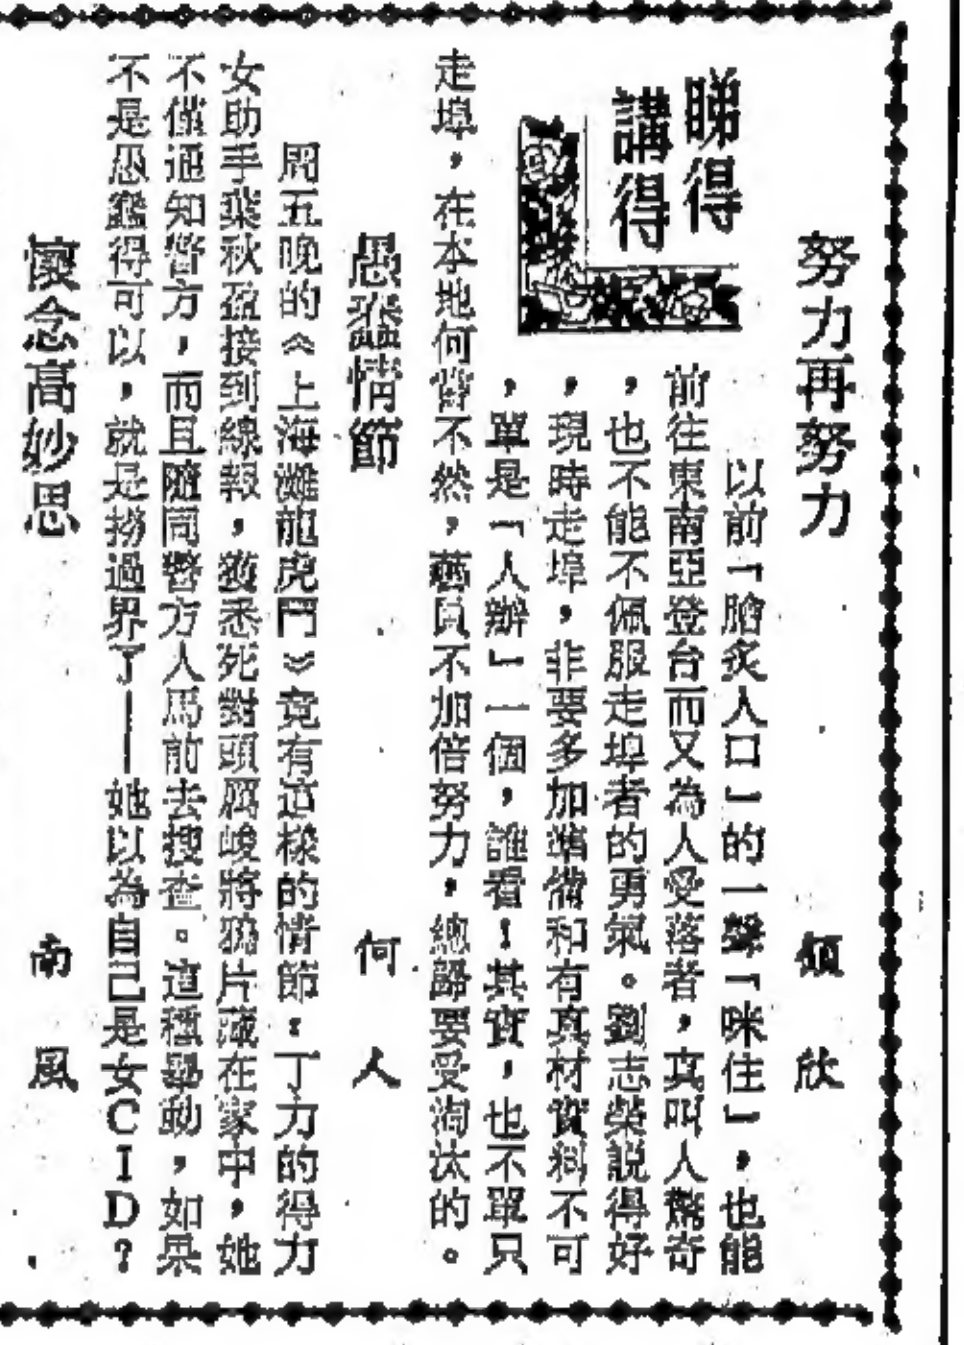 睇得
講得
努力再努力
頌欣
以前「膾炙人口」的一聲「咪住」，也能
前往東南亞登台而又為人受落者，真叫人驚奇
，也不能不佩服走埠者的勇氣。劉志榮説得好
，現時走埠，非要多加準備和有真材實料不可
，單是「人辦」一個，誰看！其實，也不單只
走埠，在本地何嘗不然，藝員不加倍努力，總歸要受淘汰的。
愚蠢情節
何人
周五晚的《上海灘龍虎鬥》竟有這樣的情節：丁力的得力
女助手葉秋盈接到線報，獲悉死對頭厲峻將鴉片藏在家中，她
不僅通知警方，而且隨同警方人馬前去搜查。這種舉動，如果
不是愚蠢得可以，就是撈過界了——她以為自己是女CID？
懷念高妙思
南風